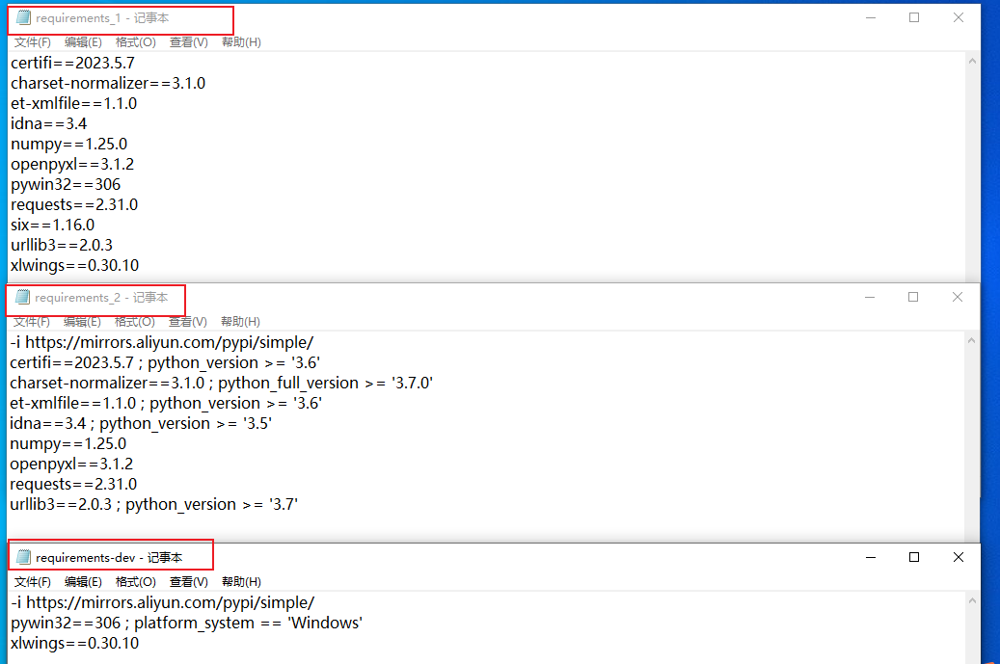 requirements_1 - 记事本
文件(F) 编辑(E) 格式(O) 查看(V) 帮助(H)
certifi==2023.5.7
charset-normalizer==3.1.0
et-xmlfile==1.1.0
idna==3.4
numpy==1.25.0
openpyxl==3.1.2
pywin32==306
requests==2.31.0
six==1.16.0
urllib3==2.0.3
xlwings==0.30.10
requirements_2 - 记事本
文件(F) 编辑(E) 格式(O) 查看(V) 帮助(H)
-i https://mirrors.aliyun.com/pypi/simple/
certifi==2023.5.7 ; python_version >= '3.6'
charset-normalizer==3.1.0 ; python_full_version >= '3.7.0'
et-xmlfile==1.1.0 ; python_version >= '3.6'
idna==3.4 ; python_version >= '3.5'
numpy==1.25.0
openpyxl==3.1.2
requests==2.31.0
urllib3==2.0.3 ; python_version >= '3.7'
requirements-dev - 记事本
文件(F) 编辑(E) 格式(O) 查看(V) 帮助(H)
-i https://mirrors.aliyun.com/pypi/simple/
pywin32==306 ; platform_system == 'Windows'
xlwings==0.30.10